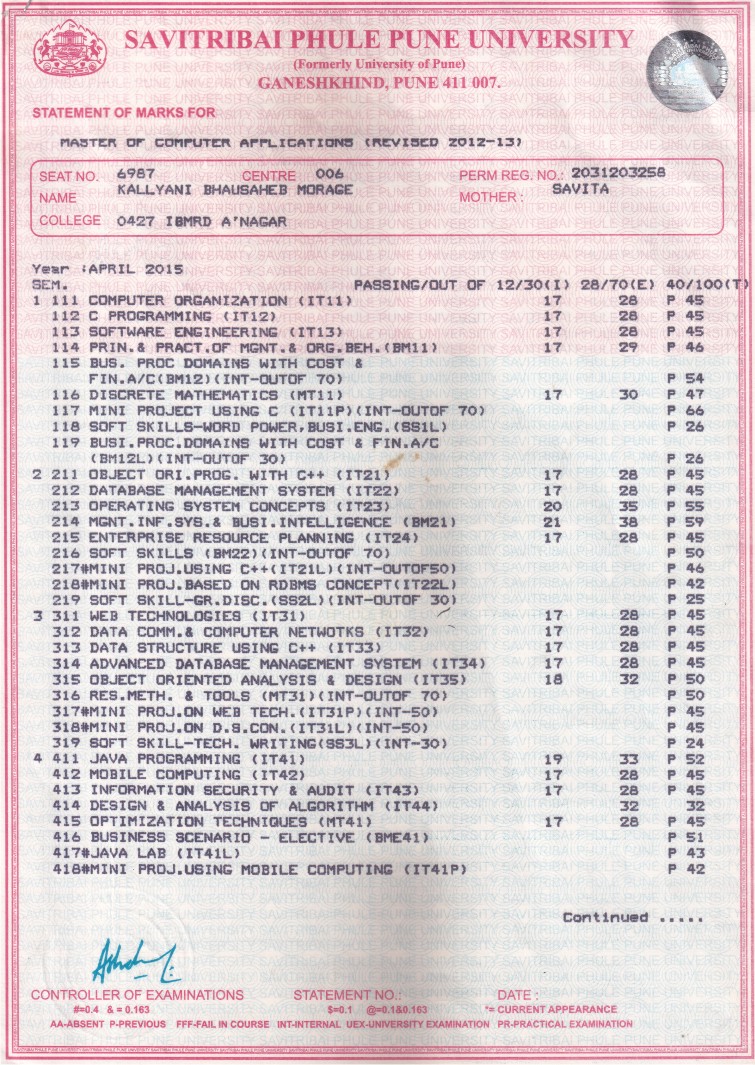 SAVITRIBAI PHULE PUNE UNIVERSITY
(Formerly University of Pune)
GANESHKHIND, PUNE 411 007.
STATEMENT OF MARKS FOR
MASTER OF COMPUTER APPLICATIONS (REVISED 2012-13)
SEAT NO. 6987 CENTRE 006 PERM REG. NO.: 2031203258
NAME KALLYANI BHAUSAHEB MORAGE MOTHER : SAVITA
COLLEGE 0427 IBMRD A'NAGAR
Year :APRIL 2015
SEM. PASSING/OUT OF 12/30(I) 28/70(E) 40/100(T)
1 111 COMPUTER ORGANIZATION (IT11) 17 28 P 45
112 C PROGRAMMING (IT12) 17 28 P 45
113 SOFTWARE ENGINEERING (IT13) 17 28 P 45
114 PRIN.& PRACT.OF MGNT.& ORG.BEH.(BM11) 17 29 P 46
115 BUS. PROC DOMAINS WITH COST &
FIN.A/C(BM12)(INT-OUTOF 70) P 54
116 DISCRETE MATHEMATICS (MT11) 17 30 P 47
117 MINI PROJECT USING C (IT11P)(INT-OUTOF 70) P 66
118 SOFT SKILLS-WORD POWER,BUSI.ENG.(SS1L) P 26
119 BUSI.PROC.DOMAINS WITH COST & FIN.A/C
(BM12L)(INT-OUTOF 30) P 26
2 211 OBJECT ORI.PROG. WITH C++ (IT21) 17 28 P 45
212 DATABASE MANAGEMENT SYSTEM (IT22) 17 28 P 45
213 OPERATING SYSTEM CONCEPTS (IT23) 20 35 P 55
214 MGNT.INF.SYS.& BUSI.INTELLIGENCE (BM21) 21 38 P 59
215 ENTERPRISE RESOURCE PLANNING (IT24) 17 28 P 45
216 SOFT SKILLS (BM22)(INT-OUTOF 70) P 50
217#MINI PROJ.USING C++(IT21L)(INT-OUTOF50) P 46
218#MINI PROJ.BASED ON RDBMS CONCEPT(IT22L) P 42
219 SOFT SKILL-GR.DISC.(SS2L)(INT-OUTOF 30) P 25
3 311 WEB TECHNOLOGIES (IT31) 17 28 P 45
312 DATA COMM.& COMPUTER NETWOTKS (IT32) 17 28 P 45
313 DATA STRUCTURE USING C++ (IT33) 17 28 P 45
314 ADVANCED DATABASE MANAGEMENT SYSTEM (IT34) 17 28 P 45
315 OBJECT ORIENTED ANALYSIS & DESIGN (IT35) 18 32 P 50
316 RES.METH. & TOOLS (MT31)(INT-OUTOF 70) P 50
317#MINI PROJ.ON WEB TECH.(IT31P)(INT-50) P 45
318#MINI PROJ.ON D.S.CON.(IT31L)(INT-50) P 45
319 SOFT SKILL-TECH. WRITING(SS3L)(INT-30) P 24
4 411 JAVA PROGRAMMING (IT41) 19 33 P 52
412 MOBILE COMPUTING (IT42) 17 28 P 45
413 INFORMATION SECURITY & AUDIT (IT43) 17 28 P 45
414 DESIGN & ANALYSIS OF ALGORITHM (IT44) 32 32
415 OPTIMIZATION TECHNIQUES (MT41) 17 28 P 45
416 BUSINESS SCENARIO - ELECTIVE (BME41) P 51
417#JAVA LAB (IT41L) P 43
418#MINI PROJ.USING MOBILE COMPUTING (IT41P) P 42
Continued .....
CONTROLLER OF EXAMINATIONS STATEMENT NO.: DATE :
#=0.4 & = 0.163 $=0.1 @=0.1&0.163 *= CURRENT APPEARANCE
AA-ABSENT P-PREVIOUS FFF-FAIL IN COURSE INT-INTERNAL UEX-UNIVERSITY EXAMINATION PR-PRACTICAL EXAMINATION